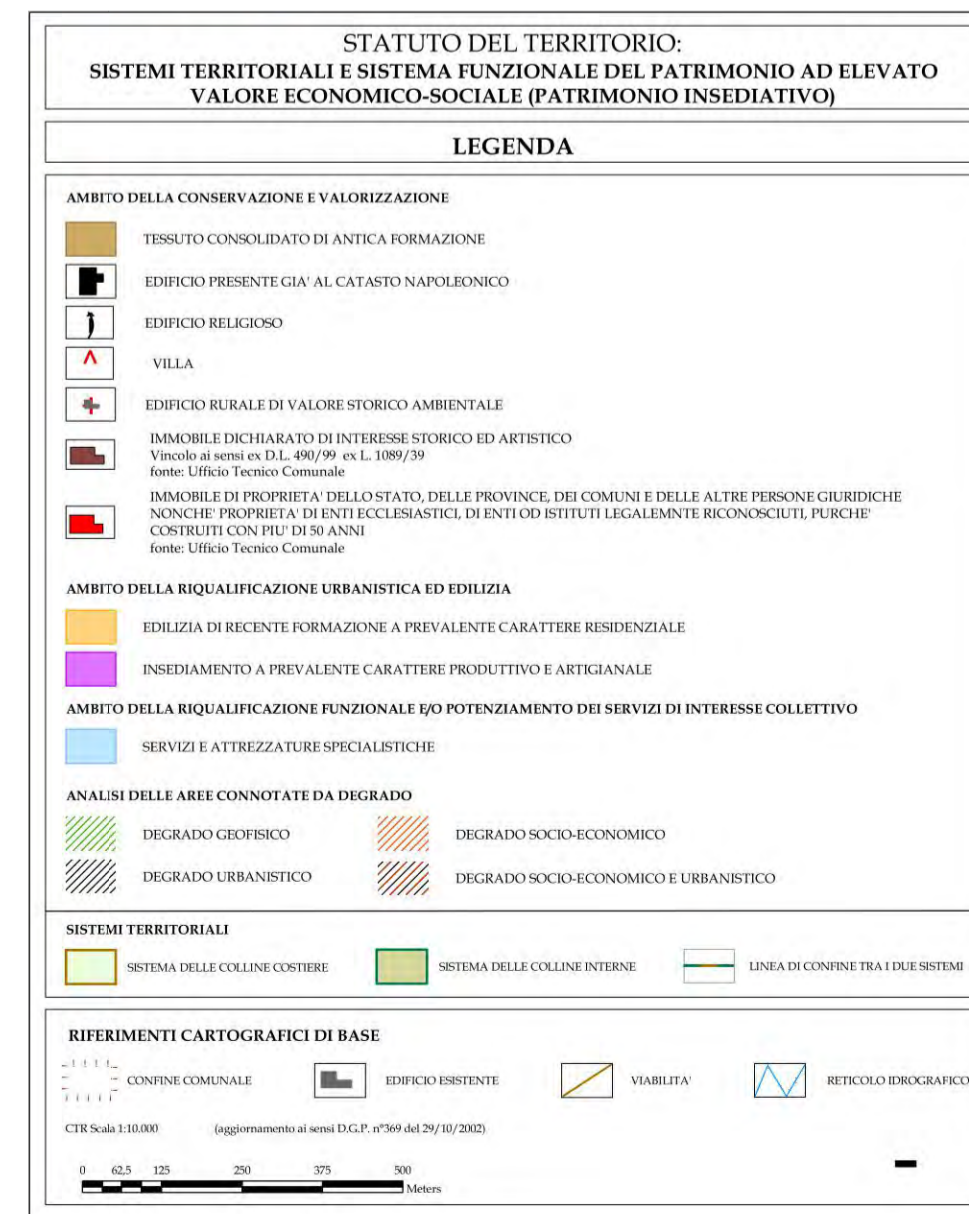 STATUTO DEL TERRITORIO:
SISTEMI TERRITORIALI E SISTEMA FUNZIONALE DEL PATRIMONIO AD ELEVATO
VALORE ECONOMICO-SOCIALE (PATRIMONIO INSEDIATIVO)
LEGENDA
AMBITO DELLA CONSERVAZIONE E VALORIZZAZIONE
TESSUTO CONSOLIDATO DI ANTICA FORMAZIONE
EDIFICIO PRESENTE GIA' AL CATASTO NAPOLEONICO
EDIFICIO RELIGIOSO
VILLA
EDIFICIO RURALE DI VALORE STORICO AMBIENTALE
IMMOBILE DICHIARATO DI INTERESSE STORICO ED ARTISTICO
Vincolo ai sensi ex D.L. 490/99 ex L. 1089/39
fonte: Ufficio Tecnico Comunale
IMMOBILE DI PROPRIETA' DELLO STATO, DELLE PROVINCE, DEI COMUNI E DELLE ALTRE PERSONE GIURIDICHE
NONCHE' PROPRIETA' DI ENTI ECCLESIASTICI, DI ENTI OD ISTITUTI LEGALEMNTE RICONOSCIUTI, PURCHE'
COSTRUITI CON PIU' DI 50 ANNI
fonte: Ufficio Tecnico Comunale
AMBITO DELLA RIQUALIFICAZIONE URBANISTICA ED EDILIZIA
EDILIZIA DI RECENTE FORMAZIONE A PREVALENTE CARATTERE RESIDENZIALE
INSEDIAMENTO A PREVALENTE CARATTERE PRODUTTIVO E ARTIGIANALE
AMBITO DELLA RIQUALIFICAZIONE FUNZIONALE E/O POTENZIAMENTO DEI SERVIZI DI INTERESSE COLLETTIVO
SERVIZI E ATTREZZATURE SPECIALISTICHE
ANALISI DELLE AREE CONNOTATE DA DEGRADO
DEGRADO GEOFISICO DEGRADO SOCIO-ECONOMICO
DEGRADO URBANISTICO DEGRADO SOCIO-ECONOMICO E URBANISTICO
SISTEMI TERRITORIALI
SISTEMA DELLE COLLINE COSTIERE SISTEMA DELLE COLLINE INTERNE LINEA DI CONFINE TRA I DUE SISTEMI
RIFERIMENTI CARTOGRAFICI DI BASE
CONFINE COMUNALE EDIFICIO ESISTENTE VIABILITA' RETICOLO IDROGRAFICO
CTR Scala 1:10.000 (aggiornamento ai sensi D.G.P. n°369 del 29/10/2002)
0 62,5 125 250 375 500
Meters